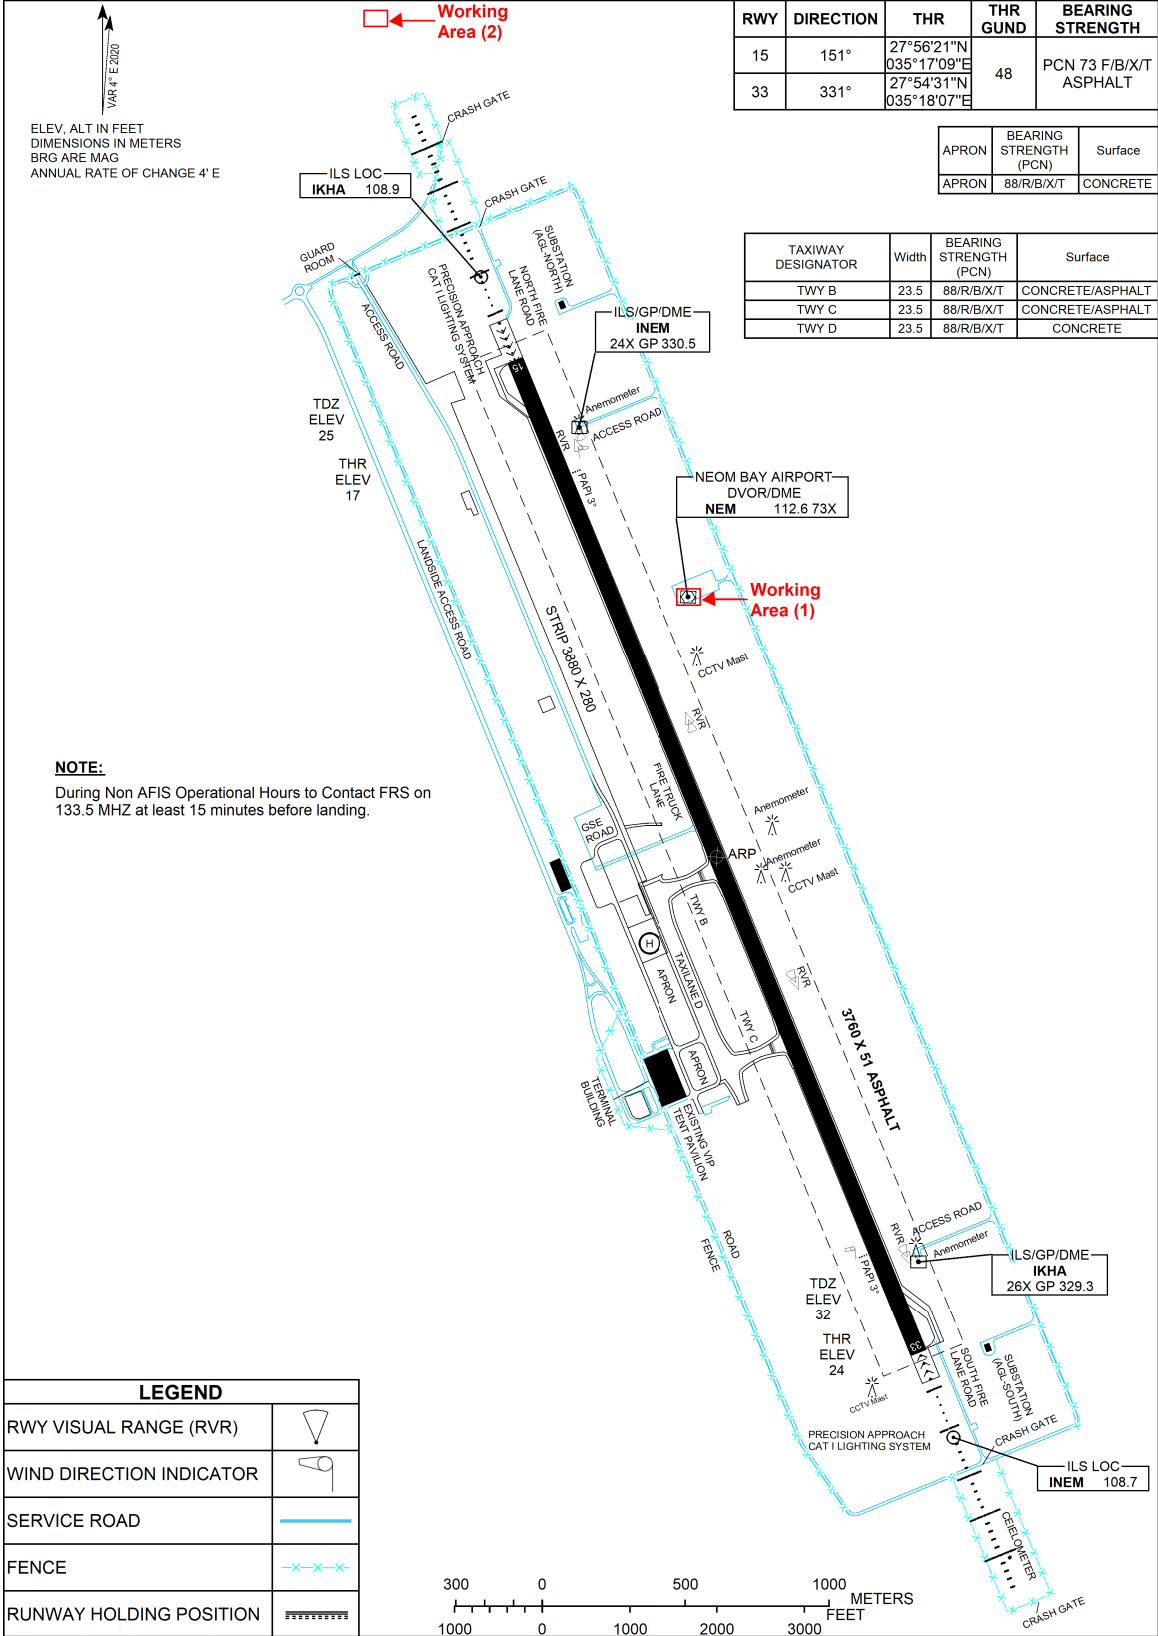 Working
Area (2)
VAR 4° E 2020
ELEV, ALT IN FEET
DIMENSIONS IN METERS
BRG ARE MAG
ANNUAL RATE OF CHANGE 4' E
RWY DIRECTION THR THR GUND BEARING STRENGTH
15 151° 27°56'21"N 035°17'09"E 48 PCN 73 F/B/X/T ASPHALT
33 331° 27°54'31"N 035°18'07"E
APRON BEARING STRENGTH (PCN) Surface
APRON 88/R/B/X/T CONCRETE
TAXIWAY DESIGNATOR Width BEARING STRENGTH (PCN) Surface
TWY B 23.5 88/R/B/X/T CONCRETE/ASPHALT
TWY C 23.5 88/R/B/X/T CONCRETE/ASPHALT
TWY D 23.5 88/R/B/X/T CONCRETE
CRASH GATE
ILS LOC
IKHA 108.9
CRASH GATE
GUARD
ROOM
ACCESS ROAD
PRECISION APPROACH
CAT I LIGHTING SYSTEM
NORTH FIRE
LANE ROAD
SUBSTATION
(AGL-NORTH)
ILS/GP/DME
INEM
24X GP 330.5
15
TDZ
ELEV
25
THR
ELEV
17
Anemometer
ACCESS ROAD
RVR
PAPI 3°
NEOM BAY AIRPORT
DVOR/DME
NEM 112.6 73X
Working
Area (1)
LANDSIDE ACCESS ROAD
STRIP 3880 X 280
CCTV Mast
RVR
NOTE:
During Non AFIS Operational Hours to Contact FRS on
133.5 MHZ at least 15 minutes before landing.
FIRE TRUCK
LANE
GSE
ROAD
Anemometer
ARP
Anemometer
CCTV Mast
TWY B
H
TAXILANE D
APRON
RVR
TWY C
3760 X 51 ASPHALT
APRON
TERMINAL
BUILDING
EXISTING VIP
TENT PAVILION
ROAD
FENCE
ACCESS ROAD
RVR
Anemometer
ILS/GP/DME
IKHA
26X GP 329.3
PAPI 3°
TDZ
ELEV
32
THR
ELEV
24
33
CCTV Mast
SOUTH FIRE
LANE ROAD
SUBSTATION
(AGL-SOUTH)
CRASH GATE
PRECISION APPROACH
CAT I LIGHTING SYSTEM
ILS LOC
INEM 108.7
CEIELOMETER
CRASH GATE
LEGEND
RWY VISUAL RANGE (RVR)
WIND DIRECTION INDICATOR
SERVICE ROAD
FENCE
RUNWAY HOLDING POSITION
300 0 500 1000
METERS
FEET
1000 0 1000 2000 3000